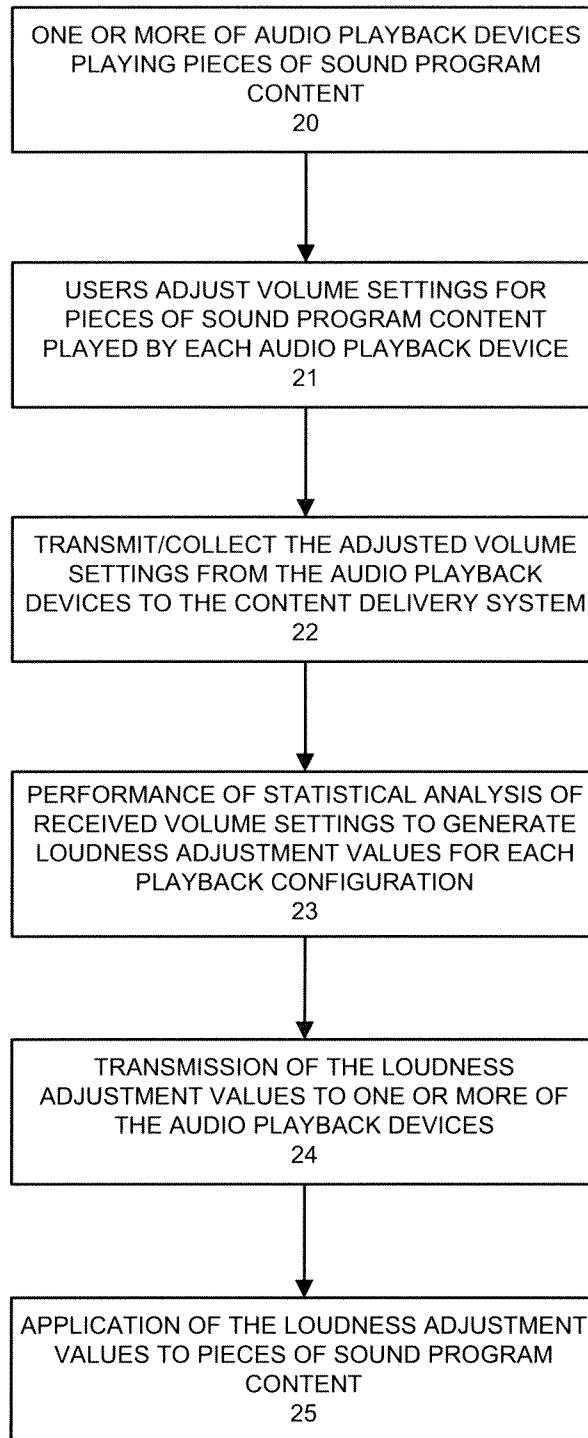 ONE OR MORE OF AUDIO PLAYBACK DEVICES
PLAYING PIECES OF SOUND PROGRAM
CONTENT
20
USERS ADJUST VOLUME SETTINGS FOR
PIECES OF SOUND PROGRAM CONTENT
PLAYED BY EACH AUDIO PLAYBACK DEVICE
21
TRANSMIT/COLLECT THE ADJUSTED VOLUME
SETTINGS FROM THE AUDIO PLAYBACK
DEVICES TO THE CONTENT DELIVERY SYSTEM
22
PERFORMANCE OF STATISTICAL ANALYSIS OF
RECEIVED VOLUME SETTINGS TO GENERATE
LOUDNESS ADJUSTMENT VALUES FOR EACH
PLAYBACK CONFIGURATION
23
TRANSMISSION OF THE LOUDNESS
ADJUSTMENT VALUES TO ONE OR MORE OF
THE AUDIO PLAYBACK DEVICES
24
APPLICATION OF THE LOUDNESS ADJUSTMENT
VALUES TO PIECES OF SOUND PROGRAM
CONTENT
25